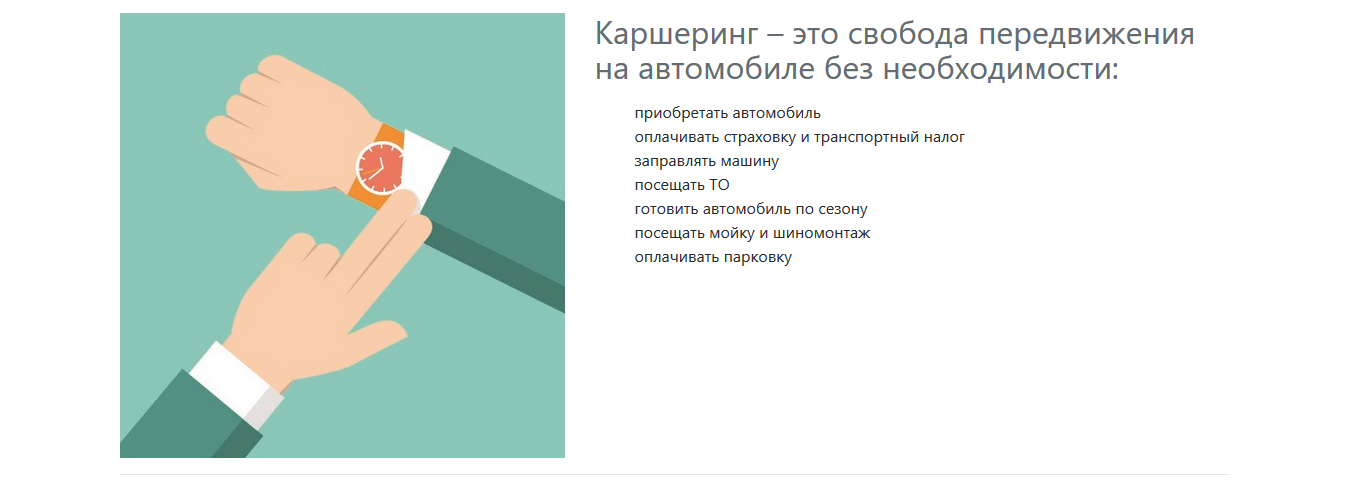 Каршеринг – это свобода передвижения
на автомобиле без необходимости:
приобретать автомобиль
оплачивать страховку и транспортный налог
заправлять машину
посещать ТО
готовить автомобиль по сезону
посещать мойку и шиномонтаж
оплачивать парковку